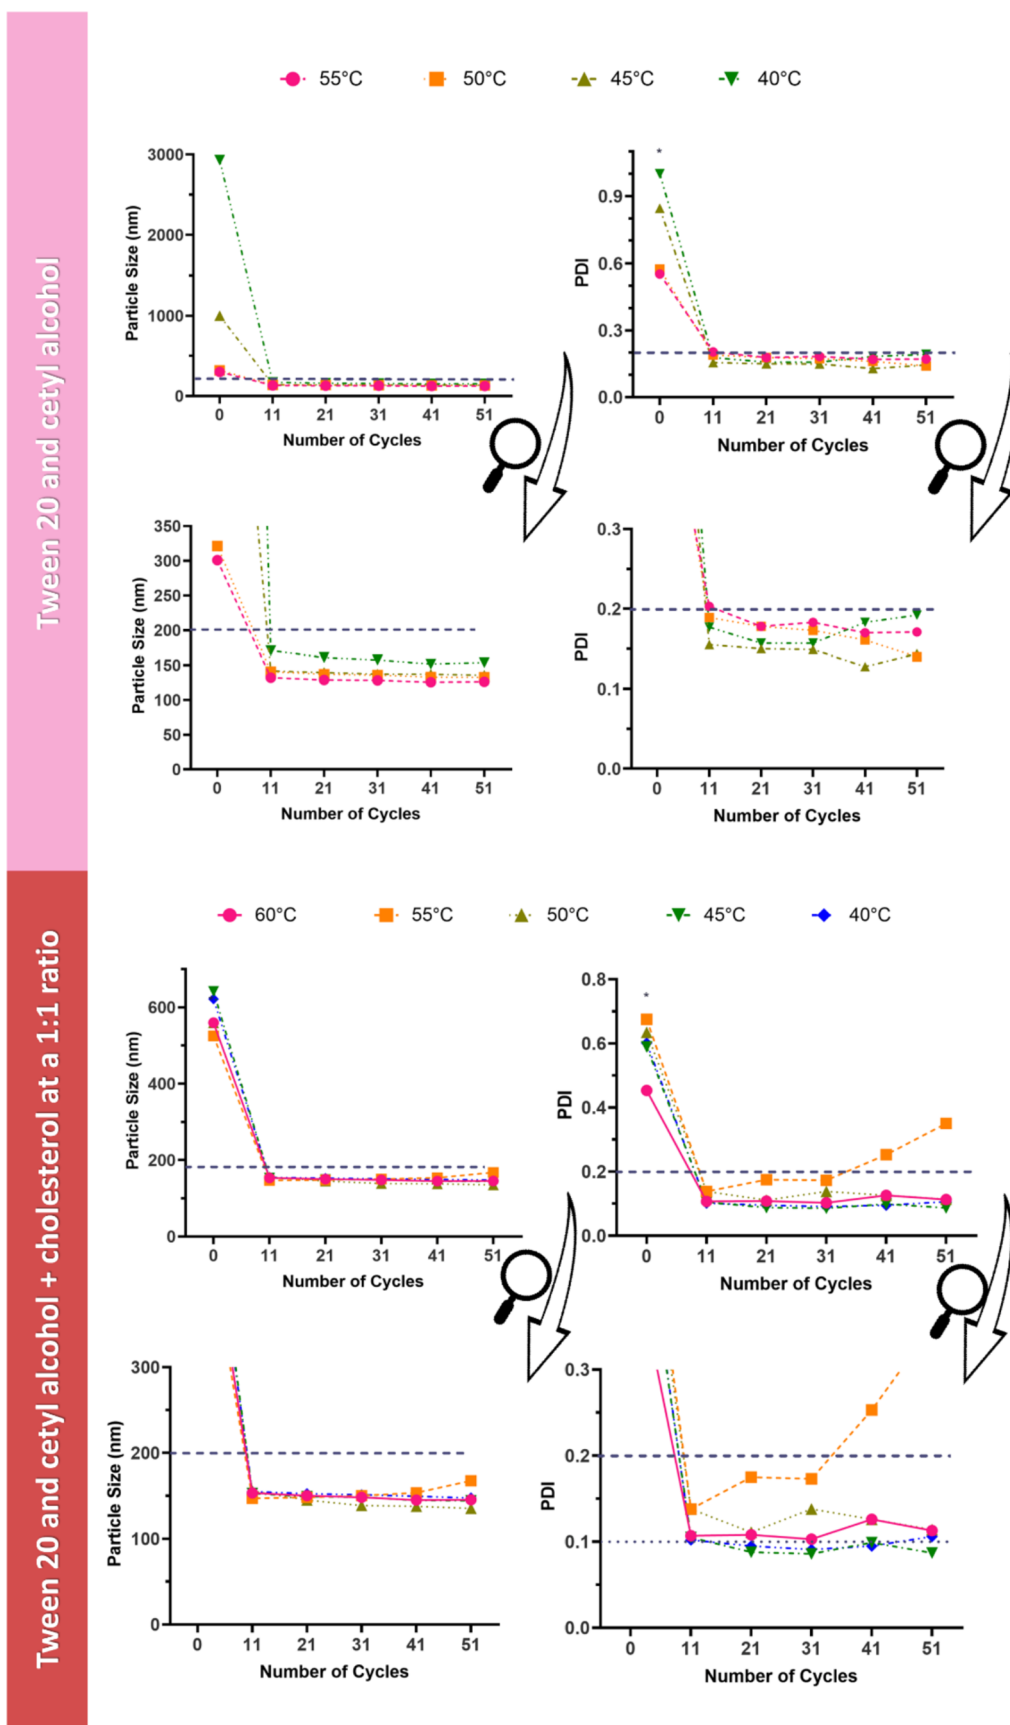 Tween 20 and cetyl alcohol
55°C 50°C 45°C 40°C
3000
2000
1000
0
Particle Size (nm)
0 11 21 31 41 51
Number of Cycles
*
0.9
0.6
0.3
0.0
PDI
0 11 21 31 41 51
Number of Cycles
350
300
250
200
150
100
50
0
Particle Size (nm)
0 11 21 31 41 51
Number of Cycles
0.3
0.2
0.1
0.0
PDI
0 11 21 31 41 51
Number of Cycles
Tween 20 and cetyl alcohol + cholesterol at a 1:1 ratio
60°C 55°C 50°C 45°C 40°C
600
400
200
0
Particle Size (nm)
0 11 21 31 41 51
Number of Cycles
*
0.8
0.6
0.4
0.2
0.0
PDI
0 11 21 31 41 51
Number of Cycles
300
200
100
0
Particle Size (nm)
0 11 21 31 41 51
Number of Cycles
0.3
0.2
0.1
0.0
PDI
0 11 21 31 41 51
Number of Cycles